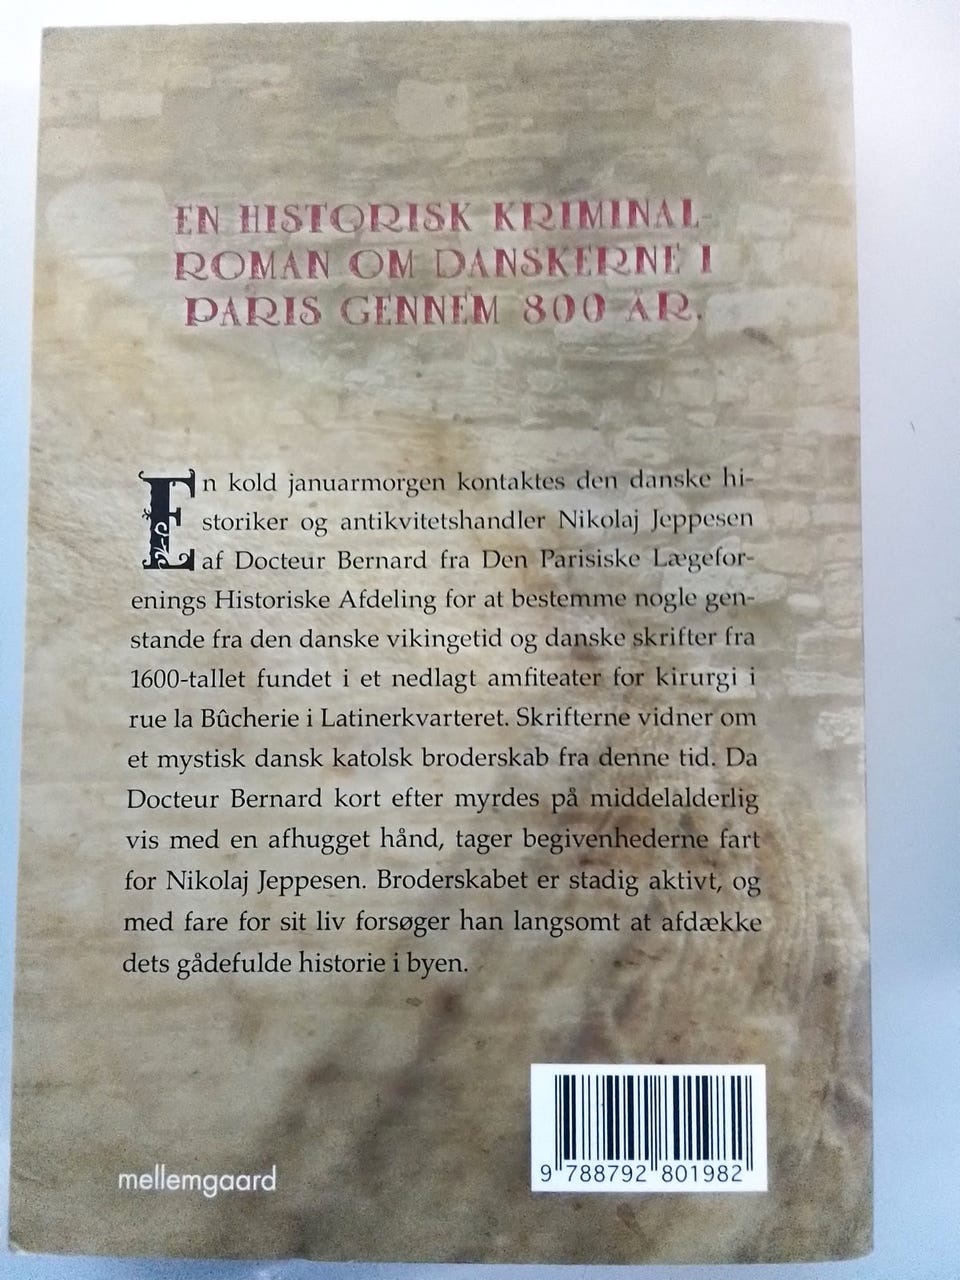 EN HISTORISK KRIMINAL-
ROMAN OM DANSKERNE I
PARIS GENNEM 800 ÅR.
En kold januarmorgen kontaktes den danske hi-
storiker og antikvitetshandler Nikolaj Jeppesen
af Docteur Bernard fra Den Parisiske Lægefor-
enings Historiske Afdeling for at bestemme nogle gen-
stande fra den danske vikingetid og danske skrifter fra
1600-tallet fundet i et nedlagt amfiteater for kirurgi i
rue la Bûcherie i Latinerkvarteret. Skrifterne vidner om
et mystisk dansk katolsk broderskab fra denne tid. Da
Docteur Bernard kort efter myrdes på middelalderlig
vis med en afhugget hånd, tager begivenhederne fart
for Nikolaj Jeppesen. Broderskabet er stadig aktivt, og
med fare for sit liv forsøger han langsomt at afdække
dets gådefulde historie i byen.
mellemgaard
9 788792 801982